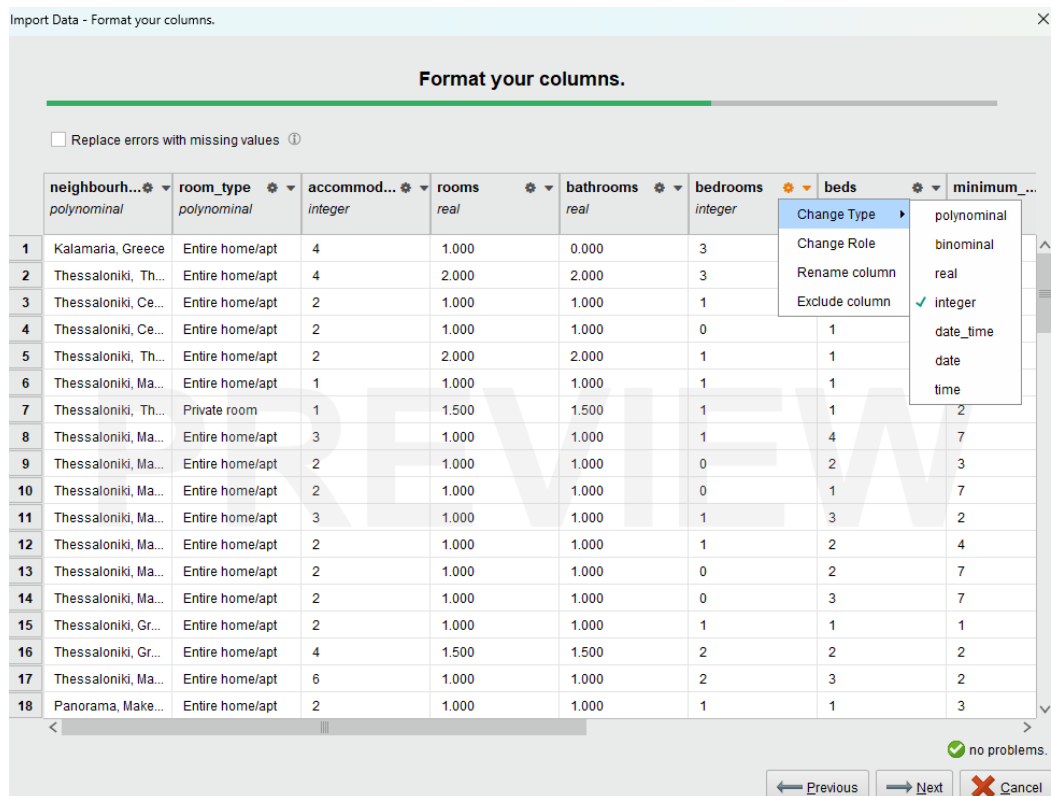 Import Data - Format your columns.
Format your columns.
Replace errors with missing values
neighbourh... room_type accommod... rooms bathrooms bedrooms beds minimum_...
polynominal polynominal integer real real integer
Change Type polynominal
Change Role binominal
Rename column real
Exclude column integer
date_time
date
time
1 Kalamaria, Greece Entire home/apt 4 1.000 0.000 3
2 Thessaloniki, Th... Entire home/apt 4 2.000 2.000 3
3 Thessaloniki, Ce... Entire home/apt 2 1.000 1.000 1
4 Thessaloniki, Ce... Entire home/apt 2 1.000 1.000 0 1
5 Thessaloniki, Th... Entire home/apt 2 2.000 2.000 1 1
6 Thessaloniki, Ma... Entire home/apt 1 1.000 1.000 1 1
7 Thessaloniki, Th... Private room 1 1.500 1.500 1 1 2
8 Thessaloniki, Ma... Entire home/apt 3 1.000 1.000 1 4 7
9 Thessaloniki, Ma... Entire home/apt 2 1.000 1.000 0 2 3
10 Thessaloniki, Ma... Entire home/apt 2 1.000 1.000 0 1 7
11 Thessaloniki, Ma... Entire home/apt 3 1.000 1.000 1 3 2
12 Thessaloniki, Ma... Entire home/apt 2 1.000 1.000 1 2 4
13 Thessaloniki, Ma... Entire home/apt 2 1.000 1.000 0 2 7
14 Thessaloniki, Ma... Entire home/apt 2 1.000 1.000 0 3 7
15 Thessaloniki, Gr... Entire home/apt 2 1.000 1.000 1 1 1
16 Thessaloniki, Gr... Entire home/apt 4 1.500 1.500 2 2 2
17 Thessaloniki, Ma... Entire home/apt 6 1.000 1.000 2 3 2
18 Panorama, Make... Entire home/apt 2 1.000 1.000 1 1 3
PREVIEW
no problems.
Previous Next Cancel